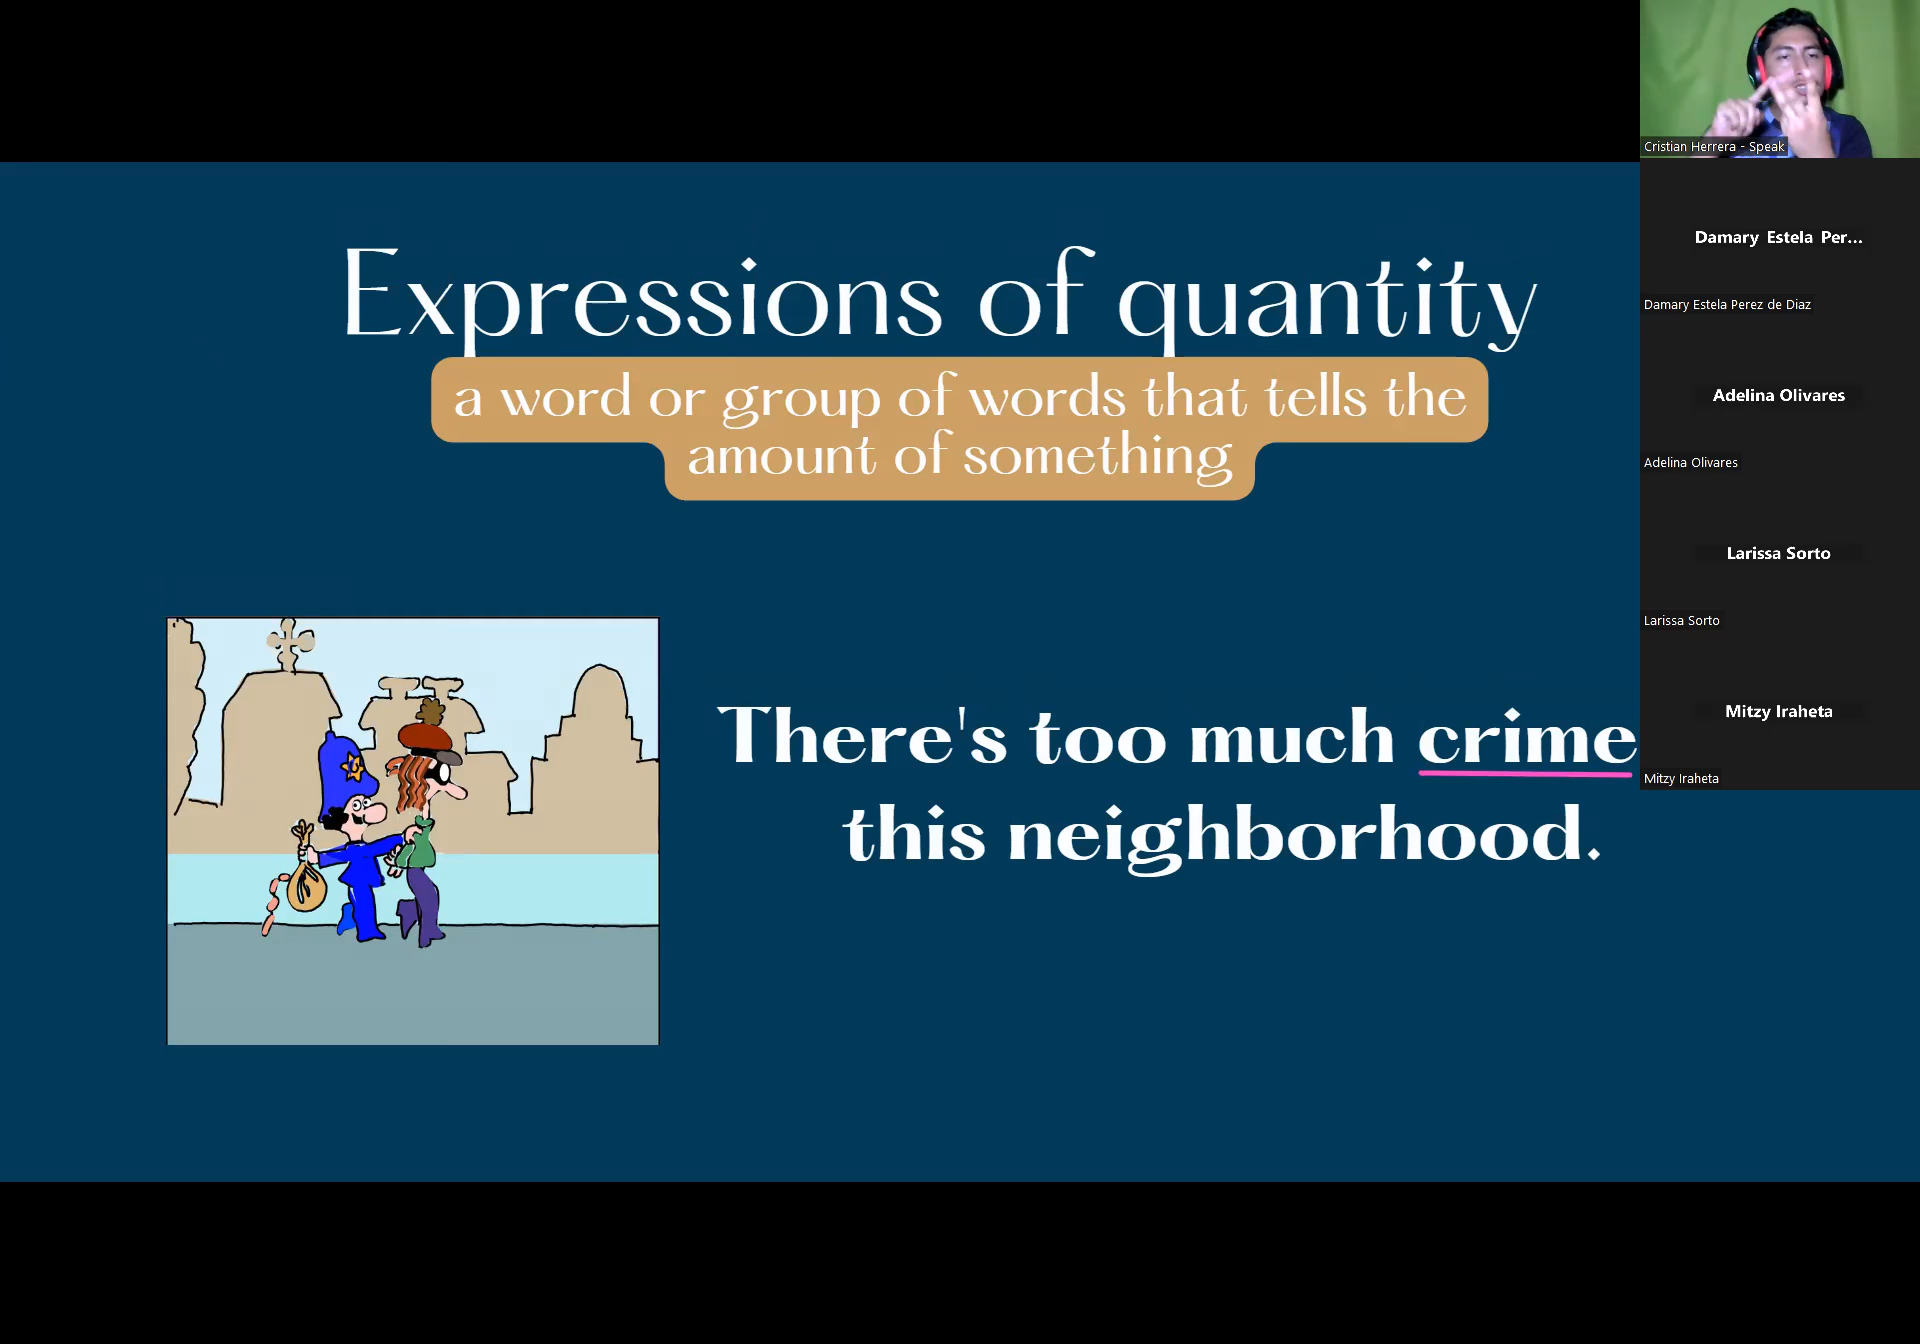 Expressions of quantity
a word or group of words that tells the
amount of something
There's too much crime
this neighborhood.
Cristian Herrera - Speak
Damary Estela Per...
Damary Estela Perez de Diaz
Adelina Olivares
Adelina Olivares
Larissa Sorto
Larissa Sorto
Mitzy Iraheta
Mitzy Iraheta